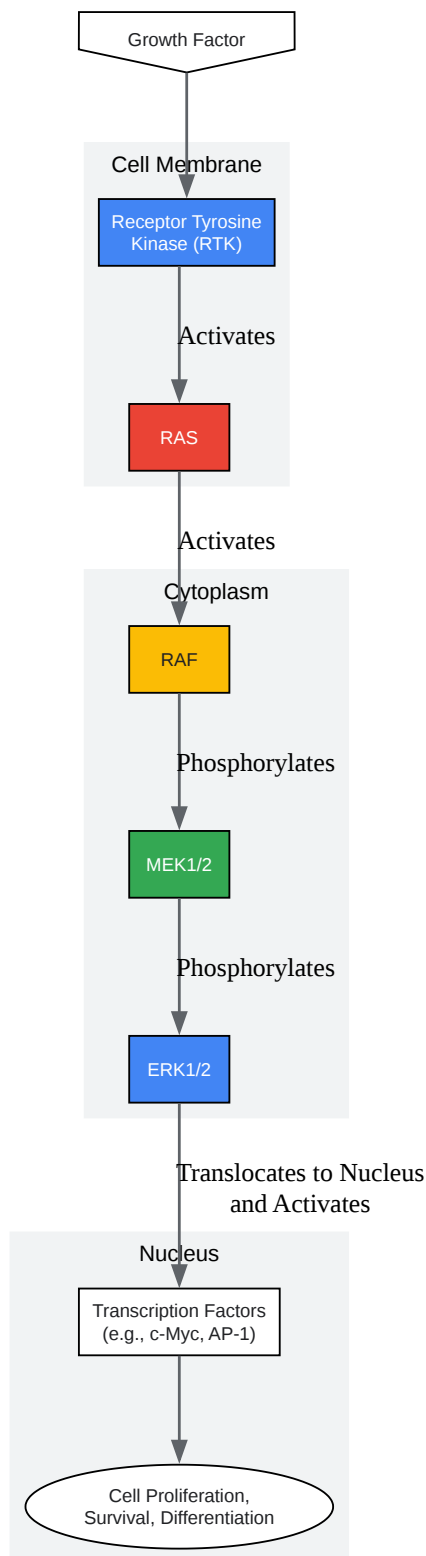 Growth Factor
Cell Membrane
Receptor Tyrosine
Kinase (RTK)
Activates
RAS
Activates
Cytoplasm
RAF
Phosphorylates
MEK1/2
Phosphorylates
ERK1/2
Translocates to Nucleus
and Activates
Nucleus
Transcription Factors
(e.g., c-Myc, AP-1)
Cell Proliferation,
Survival, Differentiation